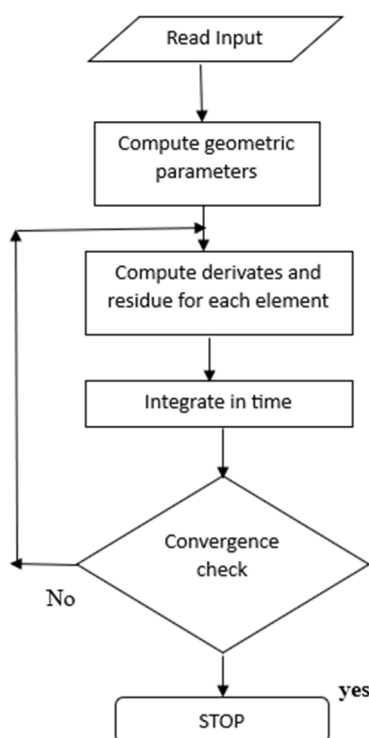 Read Input
Compute geometric
parameters
Compute derivates and
residue for each element
Integrate in time
Convergence
check
No
yes
STOP